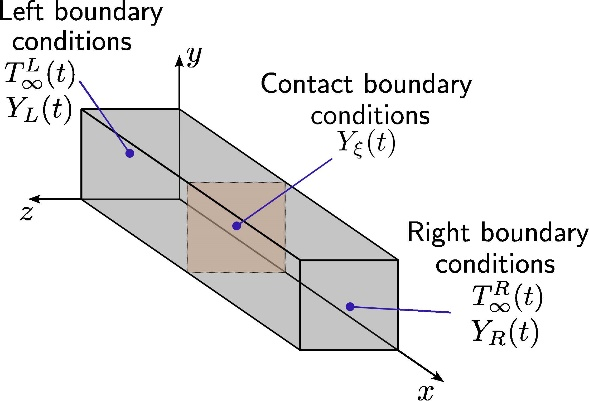 Left boundary
conditions
$T_\infty^L(t)$
$Y_L(t)$
y
Contact boundary
conditions
$Y_\xi(t)$
z
Right boundary
conditions
$T_\infty^R(t)$
$Y_R(t)$
x